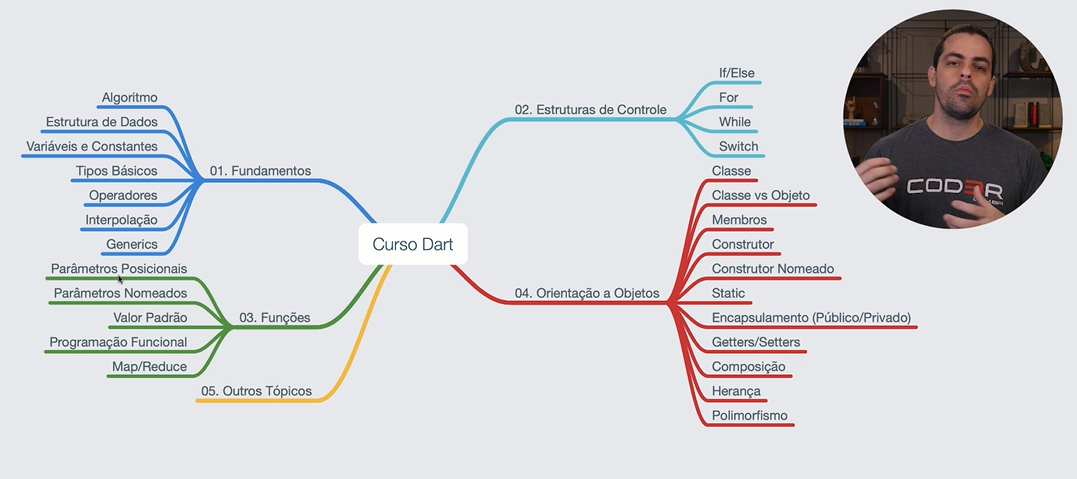 Curso Dart
01. Fundamentos
Algoritmo
Estrutura de Dados
Variáveis e Constantes
Tipos Básicos
Operadores
Interpolação
Generics
02. Estruturas de Controle
If/Else
For
While
Switch
03. Funções
Parâmetros Posicionais
Parâmetros Nomeados
Valor Padrão
Programação Funcional
Map/Reduce
04. Orientação a Objetos
Classe
Classe vs Objeto
Membros
Construtor
Construtor Nomeado
Static
Encapsulamento (Público/Privado)
Getters/Setters
Composição
Herança
Polimorfismo
05. Outros Tópicos
COD3R